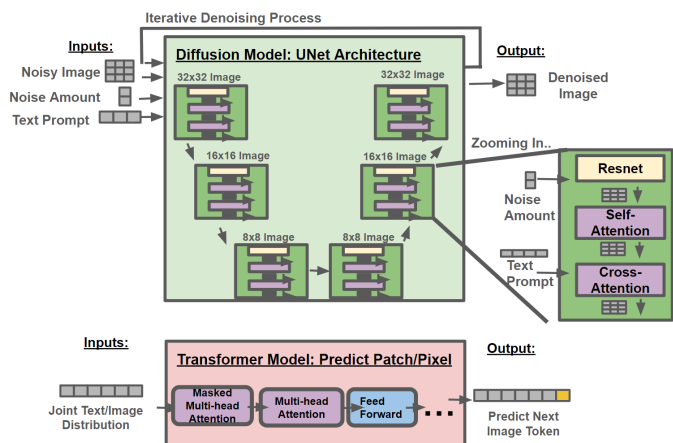 Iterative Denoising Process
Inputs:
Diffusion Model: UNet Architecture
Output:
Noisy Image
32x32 Image
32x32 Image
Denoised
Image
Noise Amount
Text Prompt
Zooming In..
16x16 Image
16x16 Image
Resnet
Noise
Amount
Self-
Attention
8x8 Image
8x8 Image
Text
Prompt
Cross-
Attention
Inputs:
Output:
Transformer Model: Predict Patch/Pixel
Masked
Multi-head
Attention
Multi-head
Attention
Feed
Forward
...
Joint Text/Image
Distribution
Predict Next
Image Token